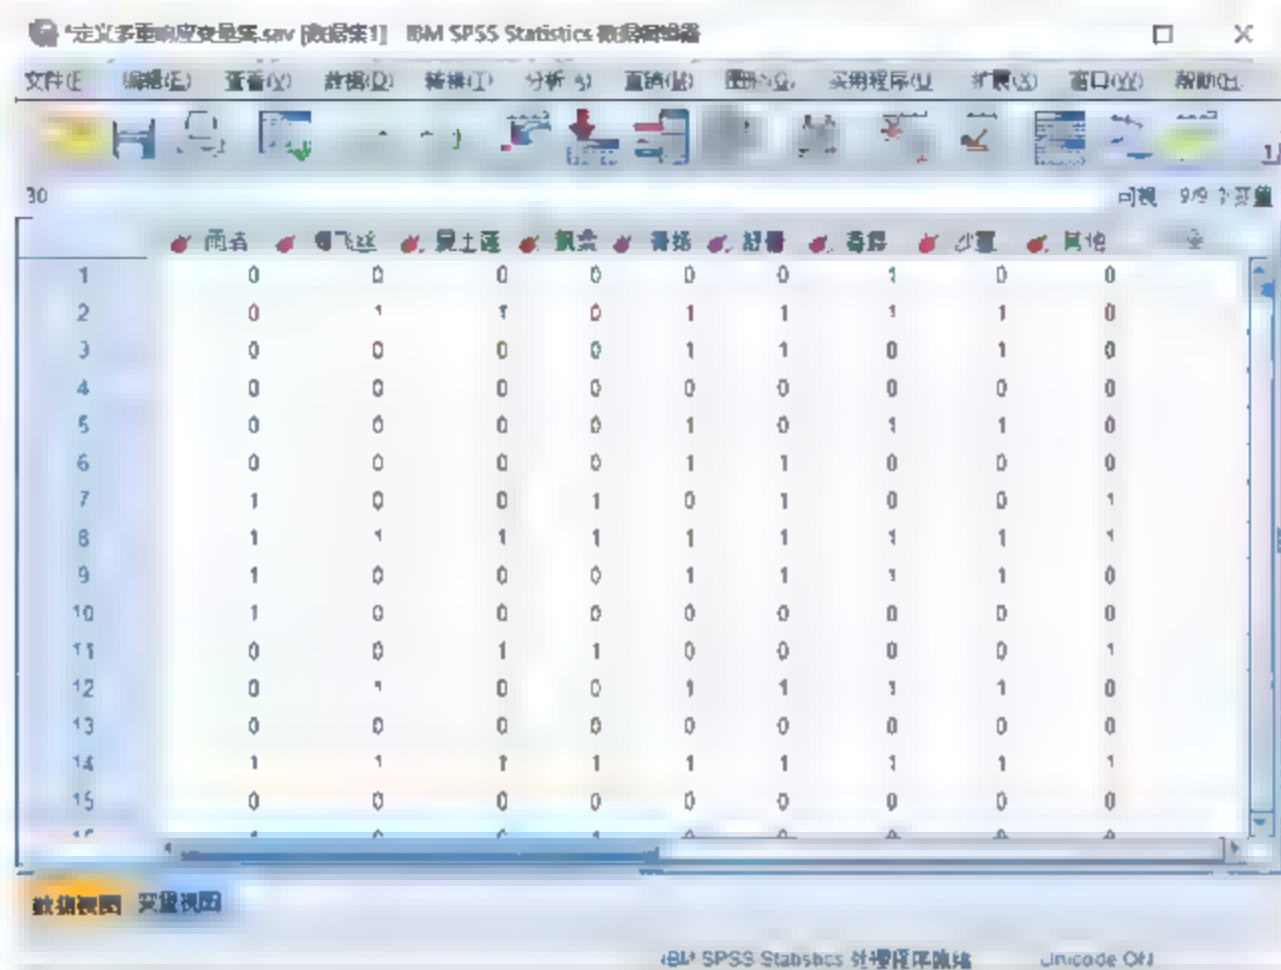 *定义多重响应变量集.sav [数据集1] - IBM SPSS Statistics 数据编辑器
文件(F) 编辑(E) 查看(V) 数据(D) 转换(T) 分析(A) 直销(M) 图形(G) 实用程序(U) 扩展(X) 窗口(W) 帮助(H)
30
可视: 9/9 个变量
飞丝 沙宣 其他
1 0 0 0 0 0 0 1 0 0
2 0 1 1 0 1 1 1 1 0
3 0 0 0 0 1 1 0 1 0
4 0 0 0 0 0 0 0 0 0
5 0 0 0 0 1 0 1 1 0
6 0 0 0 0 1 1 0 0 0
7 1 0 0 1 0 1 0 0 1
8 1 1 1 1 1 1 1 1 1
9 1 0 0 0 1 1 1 1 0
10 1 0 0 0 0 0 0 0 0
11 0 0 1 1 0 0 0 0 1
12 0 1 0 0 1 1 1 1 0
13 0 0 0 0 0 0 0 0 0
14 1 1 1 1 1 1 1 1 1
15 0 0 0 0 0 0 0 0 0
数据视图 变量视图
IBM SPSS Statistics 处理程序就绪 Unicode:ON